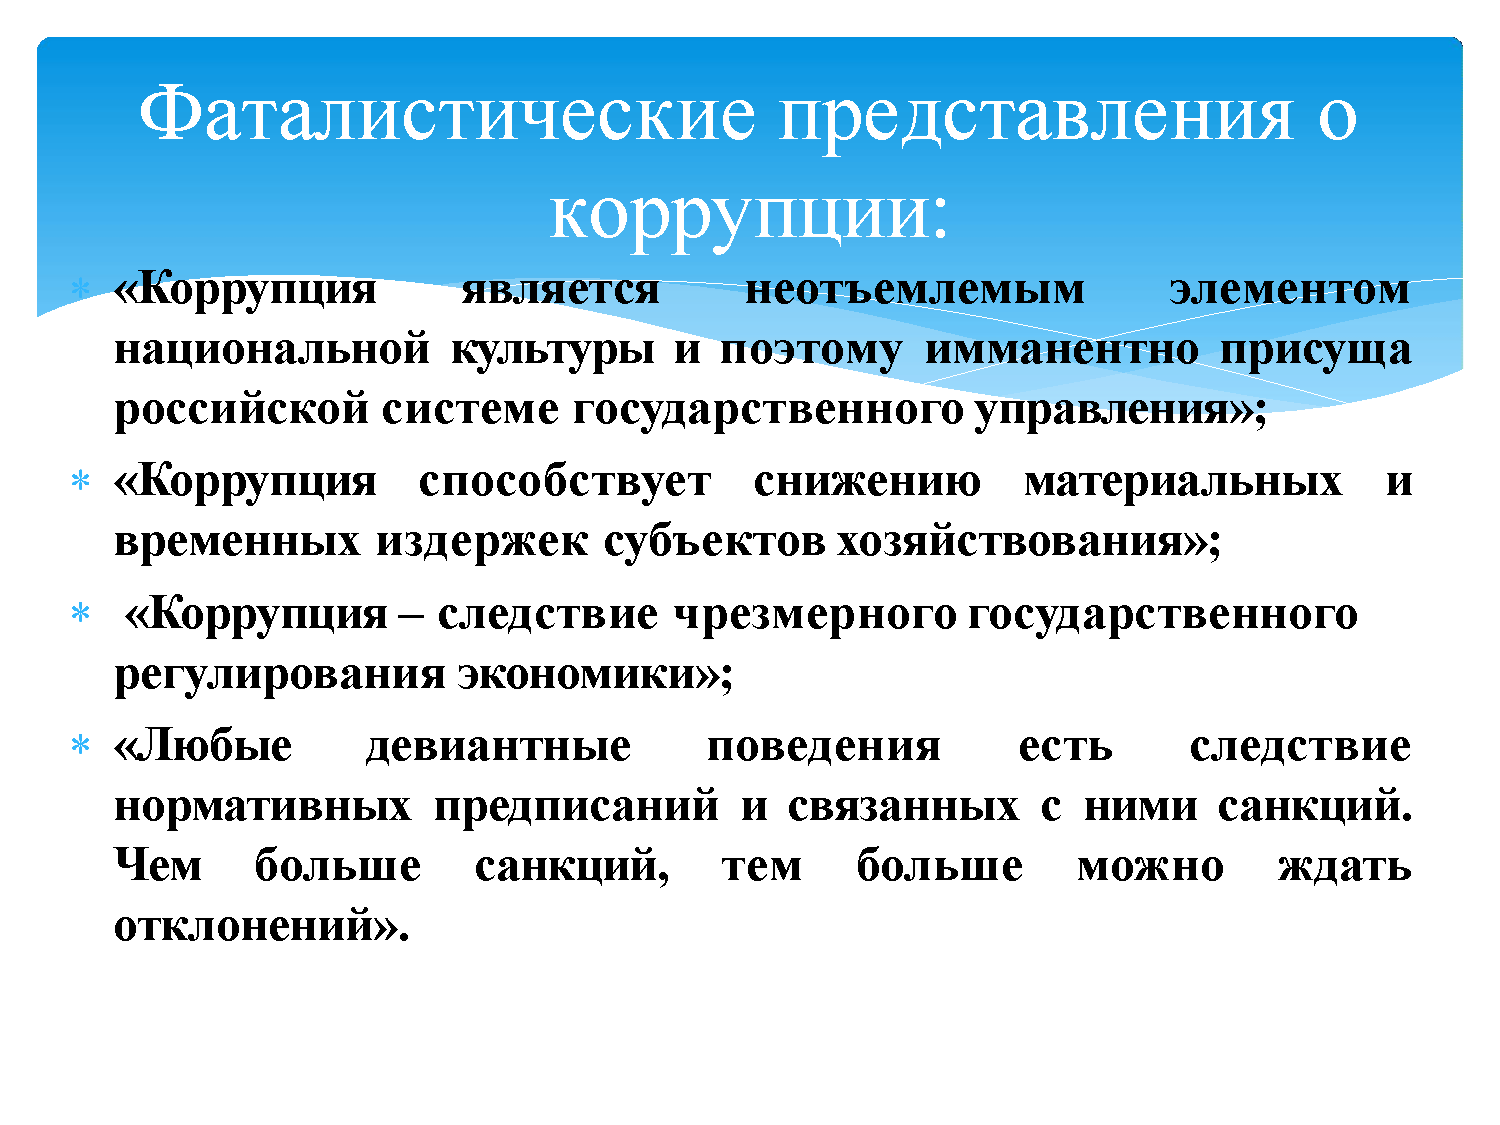 Фаталистические представления о
коррупции:
* «Коррупция является неотъемлемым элементом
национальной культуры и поэтому имманентно присуща
российской системе государственного управления»;
* «Коррупция способствует снижению материальных и
временных издержек субъектов хозяйствования»;
* «Коррупция – следствие чрезмерного государственного
регулирования экономики»;
* «Любые девиантные поведения есть следствие
нормативных предписаний и связанных с ними санкций.
Чем больше санкций, тем больше можно ждать
отклонений».